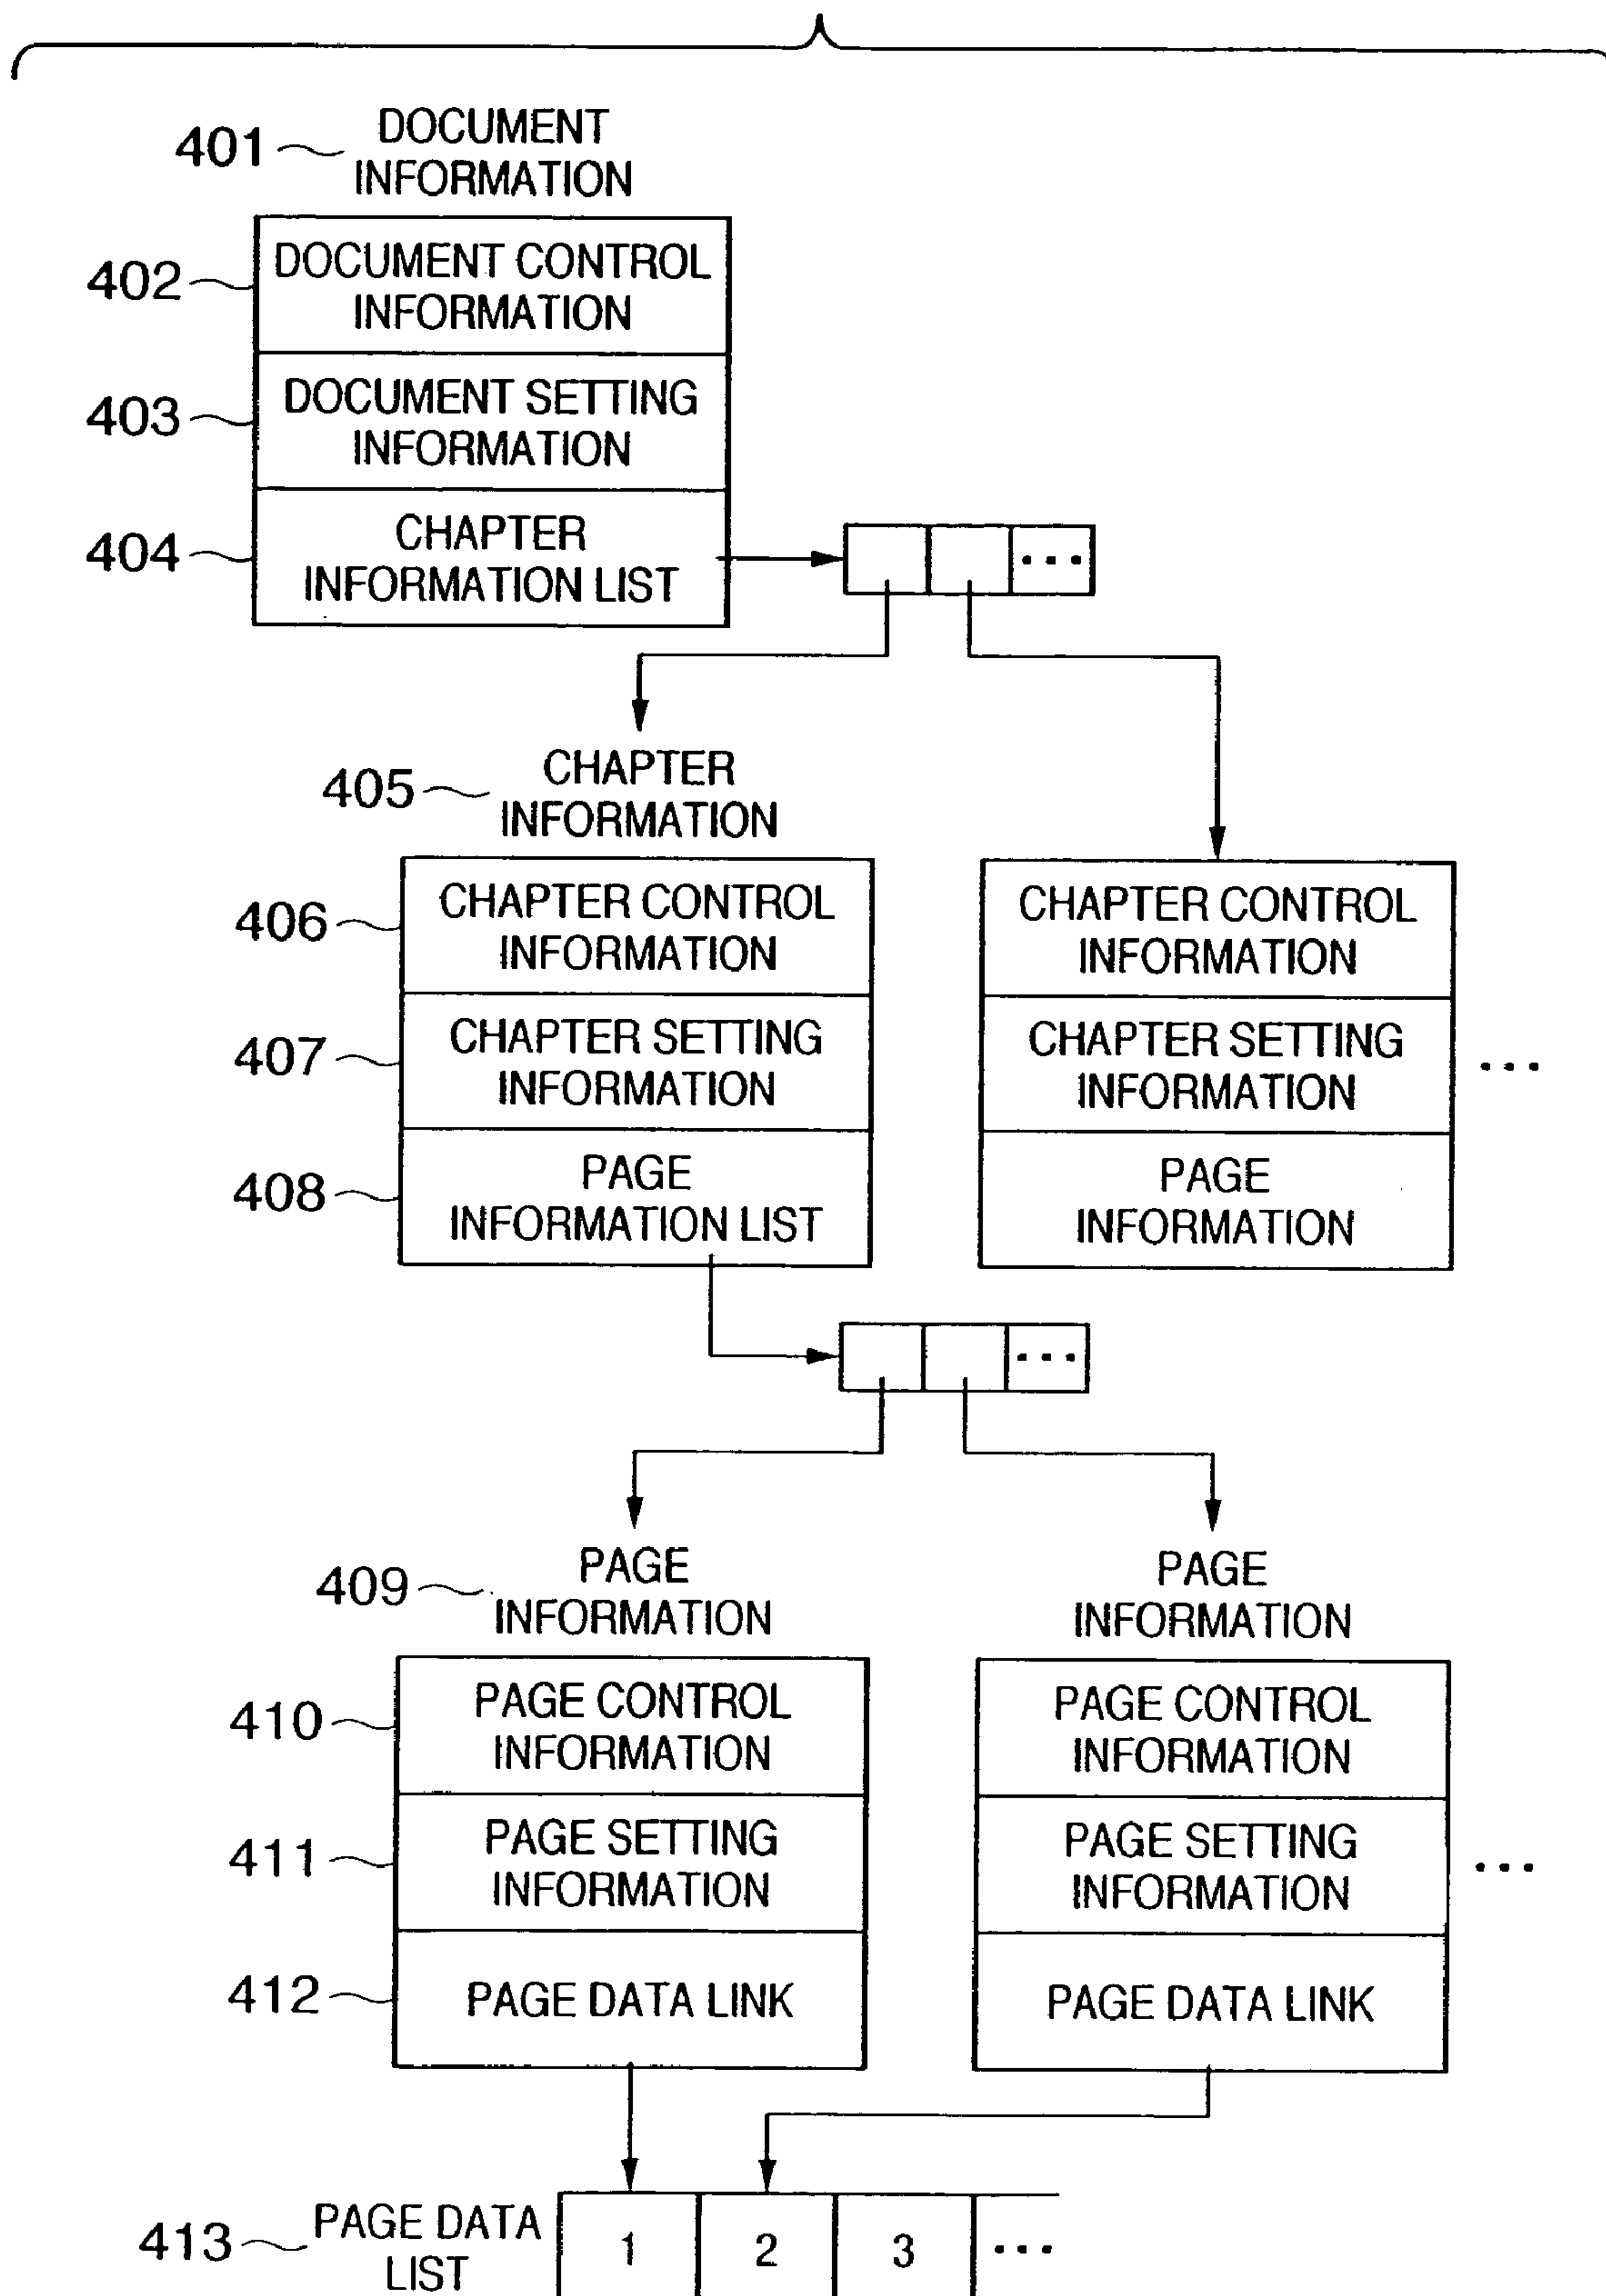 DOCUMENT
401 INFORMATION
402 DOCUMENT CONTROL
INFORMATION
403 DOCUMENT SETTING
INFORMATION
404 CHAPTER
INFORMATION LIST
...
CHAPTER
405 INFORMATION
406 CHAPTER CONTROL
INFORMATION
407 CHAPTER SETTING
INFORMATION
408 PAGE
INFORMATION LIST
CHAPTER CONTROL
INFORMATION
CHAPTER SETTING
INFORMATION
...
PAGE
INFORMATION
...
PAGE
409 INFORMATION
410 PAGE CONTROL
INFORMATION
411 PAGE SETTING
INFORMATION
412 PAGE DATA LINK
PAGE
INFORMATION
PAGE CONTROL
INFORMATION
PAGE SETTING
INFORMATION
...
PAGE DATA LINK
413 PAGE DATA
LIST
1 2 3 ...